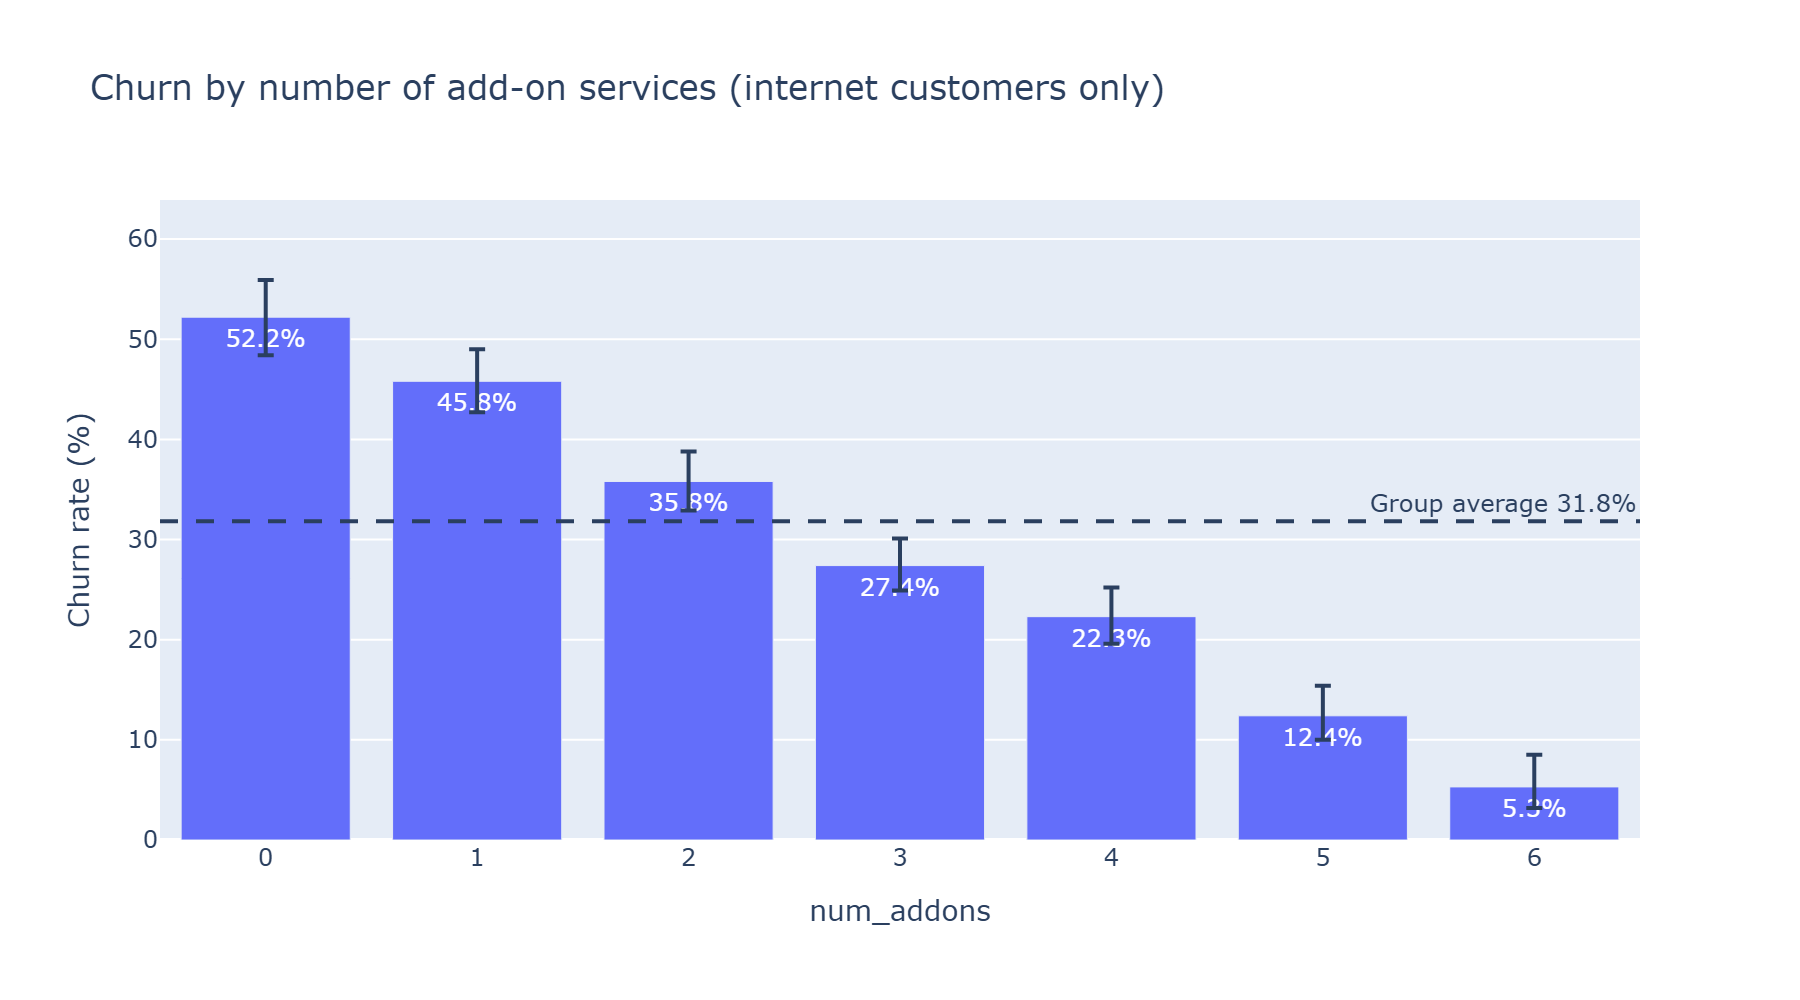 Churn by number of add-on services (internet customers only)
Churn rate (%)
60
50
40
30
20
10
0
52.2%
45.8%
35.8%
27.4%
22.3%
12.4%
5.3%
Group average 31.8%
0 1 2 3 4 5 6
num_addons